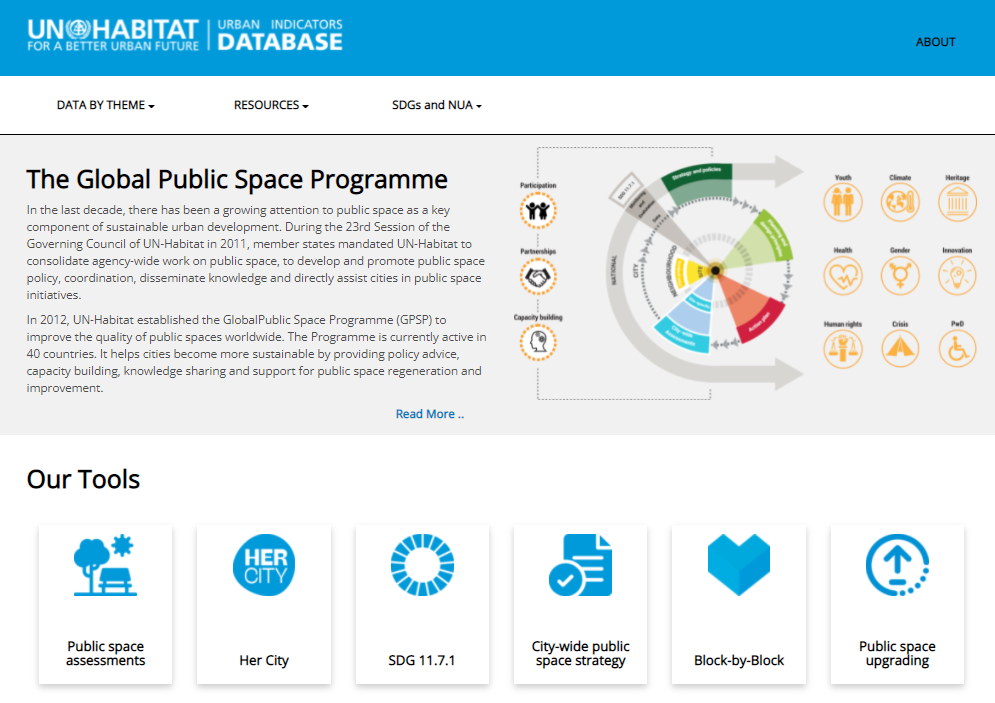 UN HABITAT
FOR A BETTER URBAN FUTURE
URBAN INDICATORS
DATABASE
ABOUT
DATA BY THEME
RESOURCES
SDGs and NUA
The Global Public Space Programme
In the last decade, there has been a growing attention to public space as a key
component of sustainable urban development. During the 23rd Session of the
Governing Council of UN-Habitat in 2011, member states mandated UN-Habitat to
consolidate agency-wide work on public space, to develop and promote public space
policy, coordination, disseminate knowledge and directly assist cities in public space
initiatives.
In 2012, UN-Habitat established the GlobalPublic Space Programme (GPSP) to
improve the quality of public spaces worldwide. The Programme is currently active in
40 countries. It helps cities become more sustainable by providing policy advice,
capacity building, knowledge sharing and support for public space regeneration and
improvement.
Read More ..
Participation
Partnerships
Capacity building
SDG 11.7.1
Strategy and policies
Action plan
NATIONAL
CITY
NEIGHBOURHOOD
Youth
Climate
Heritage
Health
Gender
Innovation
Human rights
Crisis
PwD
Our Tools
Public space
assessments
HER
CITY
Her City
SDG 11.7.1
City-wide public
space strategy
Block-by-Block
Public space
upgrading